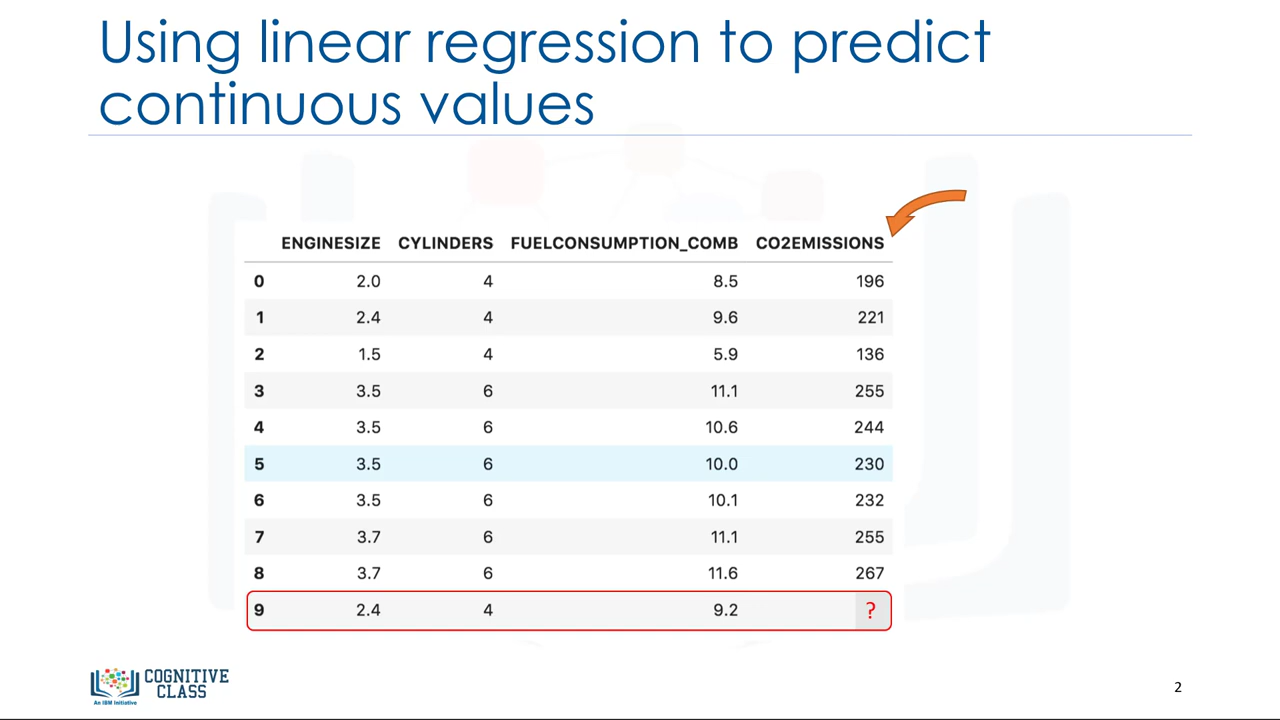 Using linear regression to predict
continuous values
ENGINESIZE CYLINDERS FUELCONSUMPTION_COMB CO2EMISSIONS
0 2.0 4 8.5 196
1 2.4 4 9.6 221
2 1.5 4 5.9 136
3 3.5 6 11.1 255
4 3.5 6 10.6 244
5 3.5 6 10.0 230
6 3.5 6 10.1 232
7 3.7 6 11.1 255
8 3.7 6 11.6 267
9 2.4 4 9.2 ?
COGNITIVE
CLASS
An IBM Initiative
2